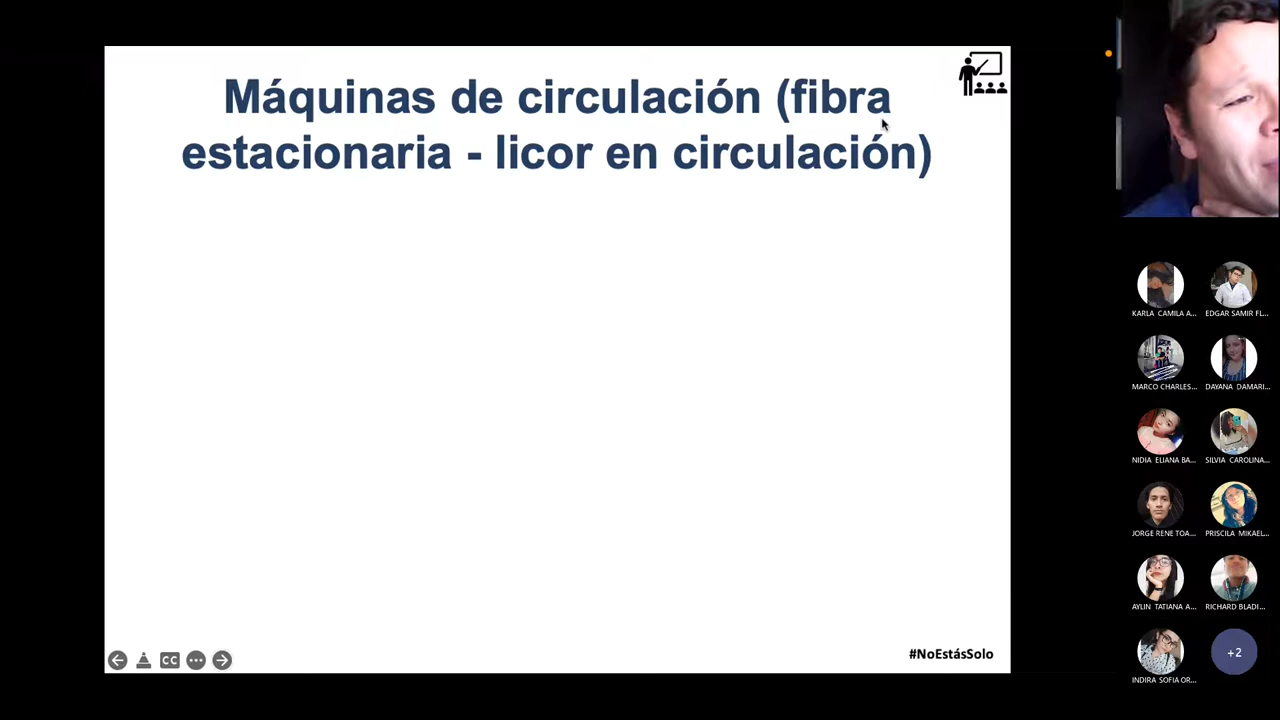 Máquinas de circulación (fibra
estacionaria - licor en circulación)
#NoEstásSolo
CC
KARLA CAMILA A...
EDGAR SAMIR FL...
MARCO CHARLES...
DAYANA DAMARI...
NIDIA ELIANA BA...
SILVIA CAROLINA...
JORGE RENE TOA...
PRISCILA MIKAEL...
AYLIN TATIANA A...
RICHARD BLADI...
INDIRA SOFIA OR...
+2